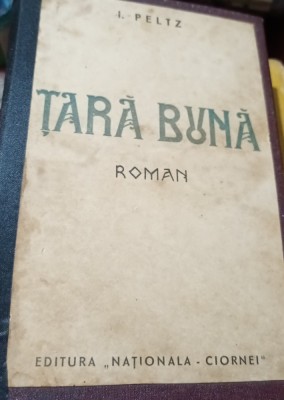 I. PELTZ
ȚARĂ BUNĂ
ROMAN
EDITURA „NAȚIONALA - CIORNEI"